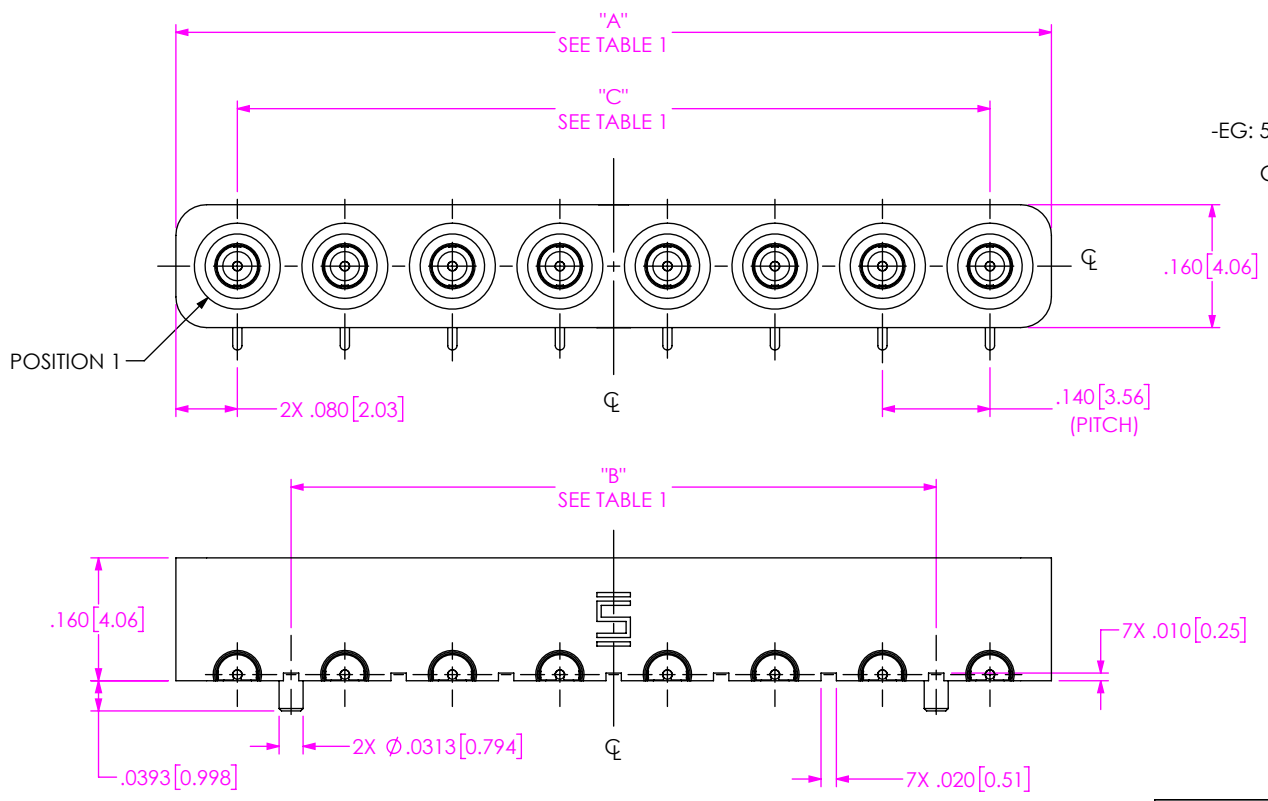 "A"
SEE TABLE 1
"C"
SEE TABLE 1
-EG: 5
.160[4.06]
POSITION 1
2X .080[2.03]
.140[3.56]
(PITCH)
"B"
SEE TABLE 1
.160[4.06]
7X .010[0.25]
2X Ø.0313[0.794]
.0393[0.998]
7X .020[0.51]